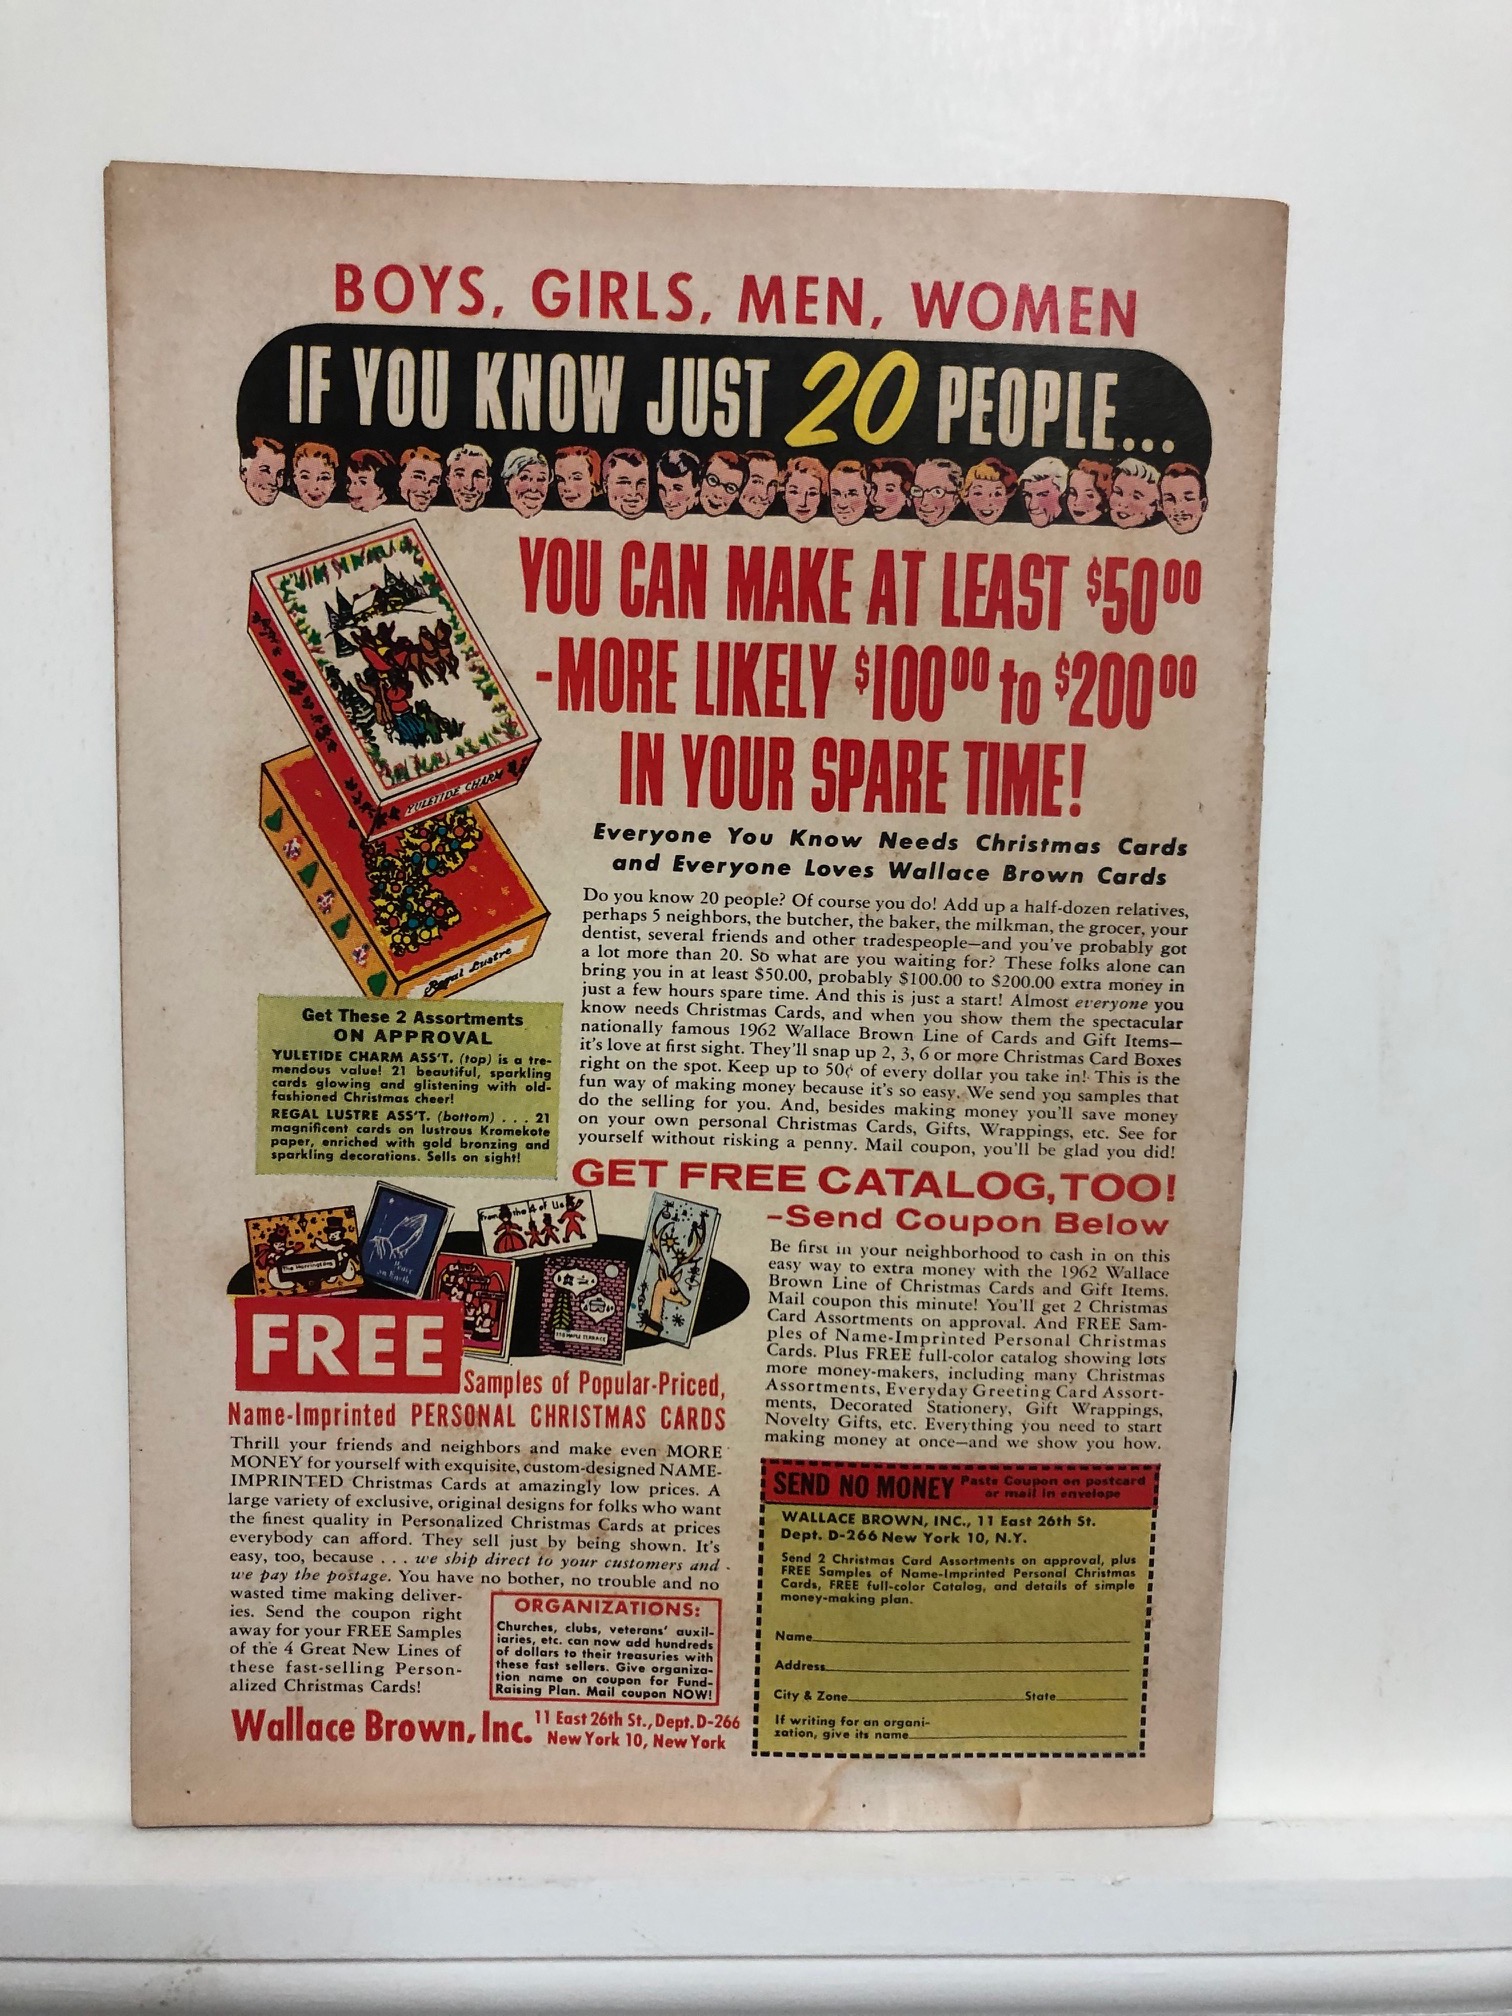 BOYS, GIRLS, MEN, WOMEN
IF YOU KNOW JUST 20 PEOPLE...
YOU CAN MAKE AT LEAST $50.00
-MORE LIKELY $100.00 to $200.00
IN YOUR SPARE TIME!
YULETIDE CHARM
Regal Lustre
Everyone You Know Needs Christmas Cards
and Everyone Loves Wallace Brown Cards
Do you know 20 people? Of course you do! Add up a half-dozen relatives,
perhaps 5 neighbors, the butcher, the baker, the milkman, the grocer, your
dentist, several friends and other tradespeople—and you've probably got
a lot more than 20. So what are you waiting for? These folks alone can
bring you in at least $50.00, probably $100.00 to $200.00 extra money in
just a few hours spare time. And this is just a start! Almost everyone you
know needs Christmas Cards, and when you show them the spectacular
nationally famous 1962 Wallace Brown Line of Cards and Gift Items—
it's love at first sight. They'll snap up 2, 3, 6 or more Christmas Card Boxes
right on the spot. Keep up to 50¢ of every dollar you take in! This is the
fun way of making money because it's so easy. We send you samples that
do the selling for you. And, besides making money you'll save money
on your own personal Christmas Cards, Gifts, Wrappings, etc. See for
yourself without risking a penny. Mail coupon, you'll be glad you did!
Get These 2 Assortments
ON APPROVAL
YULETIDE CHARM ASS'T. (top) is a tre-
mendous value! 21 beautiful, sparkling
cards glowing and glistening with old-
fashioned Christmas cheer!
REGAL LUSTRE ASS'T. (bottom) . . . 21
magnificent cards on lustrous Kromekote
paper, enriched with gold bronzing and
sparkling decorations. Sells on sight!
GET FREE CATALOG, TOO!
–Send Coupon Below
Be first in your neighborhood to cash in on this
easy way to extra money with the 1962 Wallace
Brown Line of Christmas Cards and Gift Items.
Mail coupon this minute! You'll get 2 Christmas
Card Assortments on approval. And FREE Sam-
ples of Name-Imprinted Personal Christmas
Cards. Plus FREE full-color catalog showing lots
more money-makers, including many Christmas
Assortments, Everyday Greeting Card Assort-
ments, Decorated Stationery, Gift Wrappings,
Novelty Gifts, etc. Everything you need to start
making money at once—and we show you how.
The Harringtons
Peace
on Earth
from the 4 of Us
110 MAPLE TERRACE
FREE
Samples of Popular-Priced,
Name-Imprinted PERSONAL CHRISTMAS CARDS
Thrill your friends and neighbors and make even MORE
MONEY for yourself with exquisite, custom-designed NAME-
IMPRINTED Christmas Cards at amazingly low prices. A
large variety of exclusive, original designs for folks who want
the finest quality in Personalized Christmas Cards at prices
everybody can afford. They sell just by being shown. It's
easy, too, because . . . we ship direct to your customers and
we pay the postage. You have no bother, no trouble and no
wasted time making deliver-
ies. Send the coupon right
away for your FREE Samples
of the 4 Great New Lines of
these fast-selling Person-
alized Christmas Cards!
ORGANIZATIONS:
Churches, clubs, veterans' auxil-
iaries, etc. can now add hundreds
of dollars to their treasuries with
these fast sellers. Give organiza-
tion name on coupon for Fund-
Raising Plan. Mail coupon NOW!
Wallace Brown, Inc. 11 East 26th St., Dept. D-266
New York 10, New York
SEND NO MONEY Paste Coupon on postcard
or mail in envelope
WALLACE BROWN, INC., 11 East 26th St.
Dept. D-266 New York 10, N.Y.
Send 2 Christmas Card Assortments on approval, plus
FREE Samples of Name-Imprinted Personal Christmas
Cards, FREE full-color Catalog, and details of simple
money-making plan.
Name
Address
City & Zone State
If writing for an organi-
zation, give its name